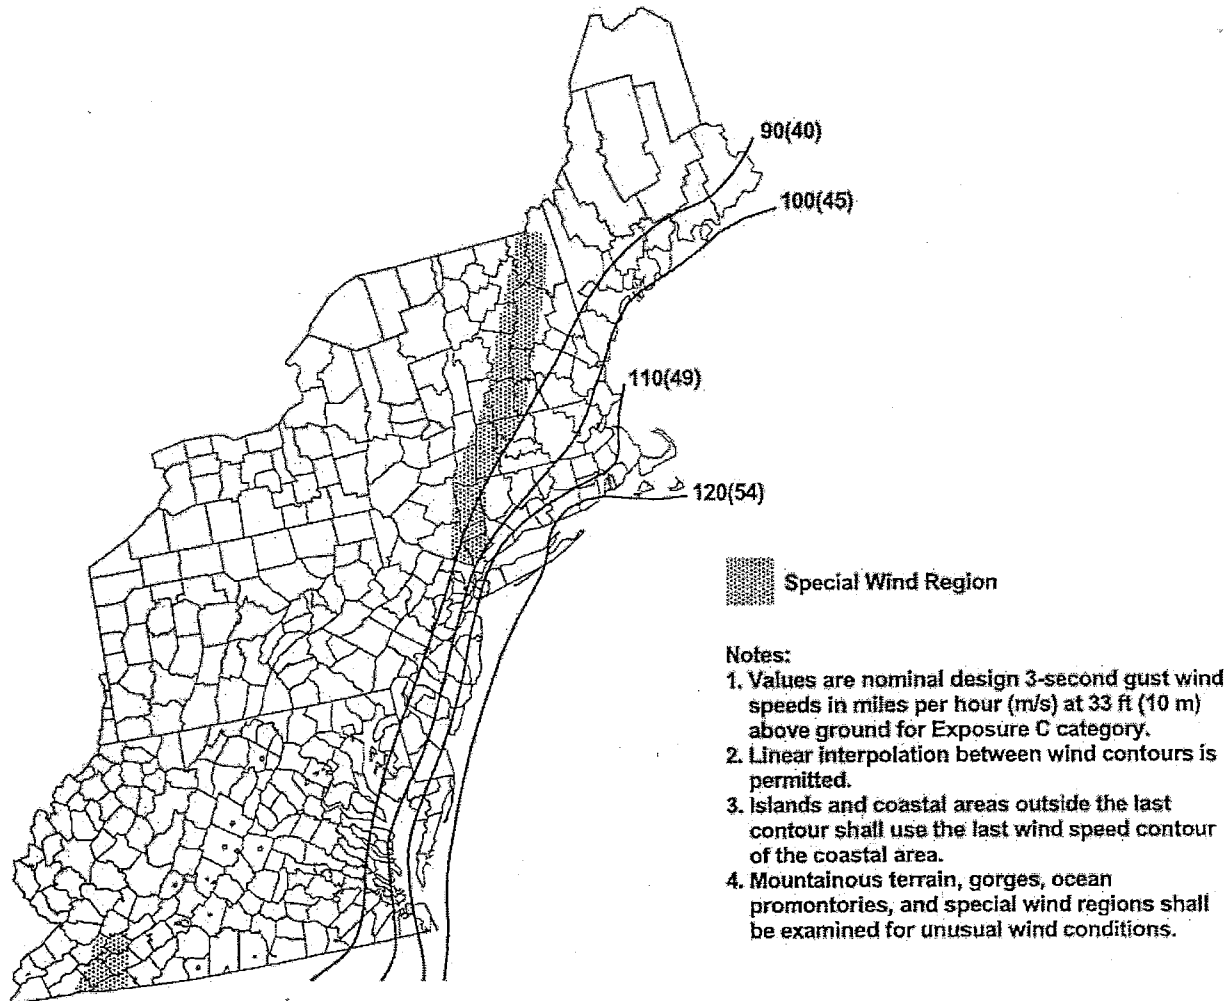 90(40)
100(45)
110(49)
120(54)
Special Wind Region
Notes:
1. Values are nominal design 3-second gust wind
speeds in miles per hour (m/s) at 33 ft (10 m)
above ground for Exposure C category.
2. Linear interpolation between wind contours is
permitted.
3. Islands and coastal areas outside the last
contour shall use the last wind speed contour
of the coastal area.
4. Mountainous terrain, gorges, ocean
promontories, and special wind regions shall
be examined for unusual wind conditions.